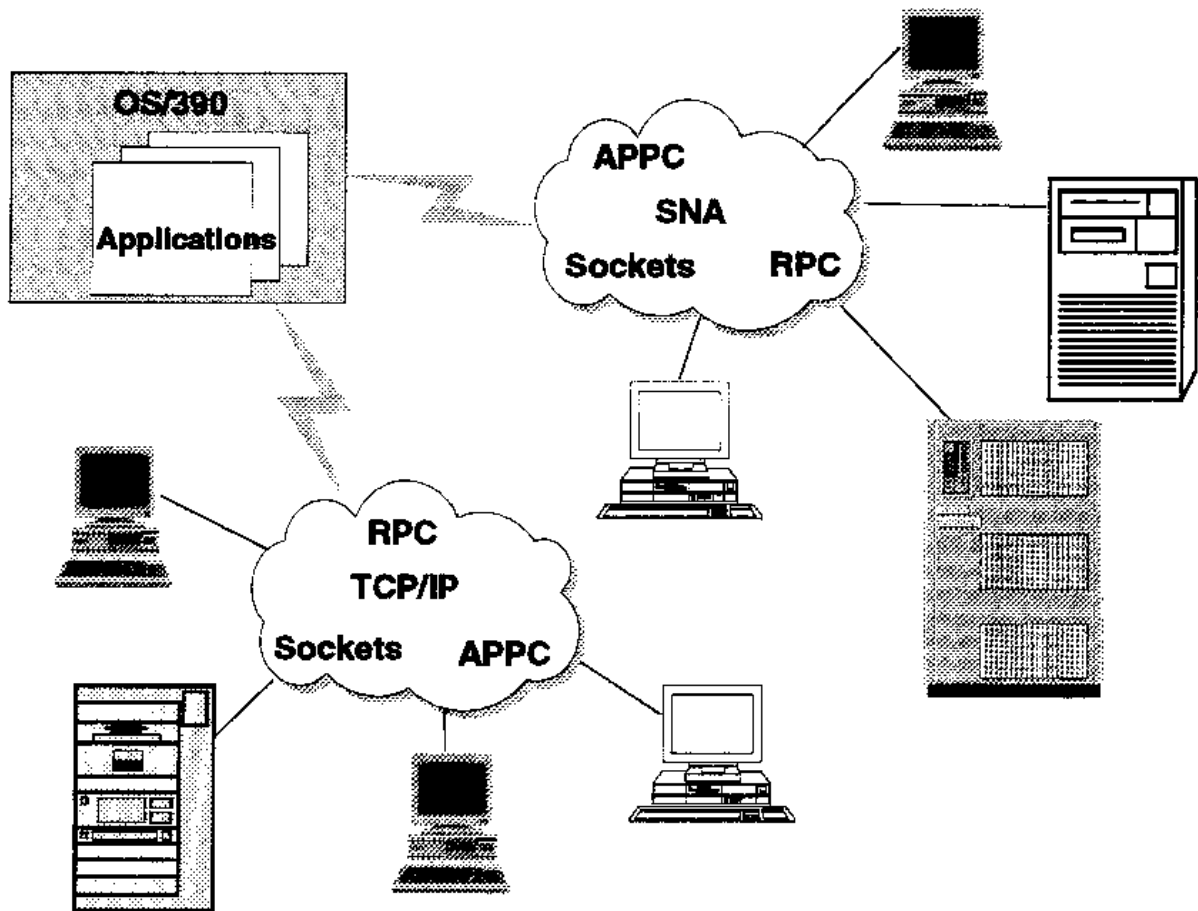 OS/390
Applications
APPC
SNA
Sockets RPC
RPC
TCP/IP
Sockets APPC